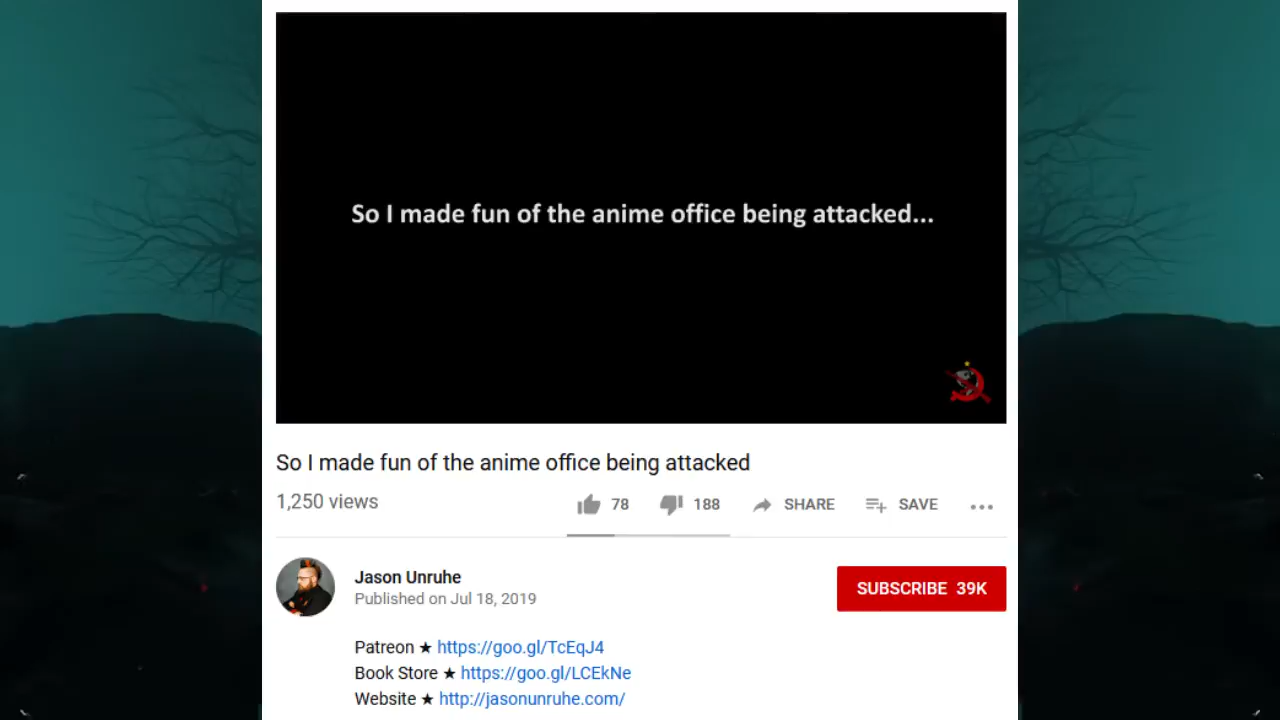 So I made fun of the anime office being attacked...
So I made fun of the anime office being attacked
1,250 views
78
188
SHARE
SAVE
Jason Unruhe
Published on Jul 18, 2019
SUBSCRIBE 39K
Patreon ★ https://goo.gl/TcEqJ4
Book Store ★ https://goo.gl/LCEkNe
Website ★ http://jasonunruhe.com/